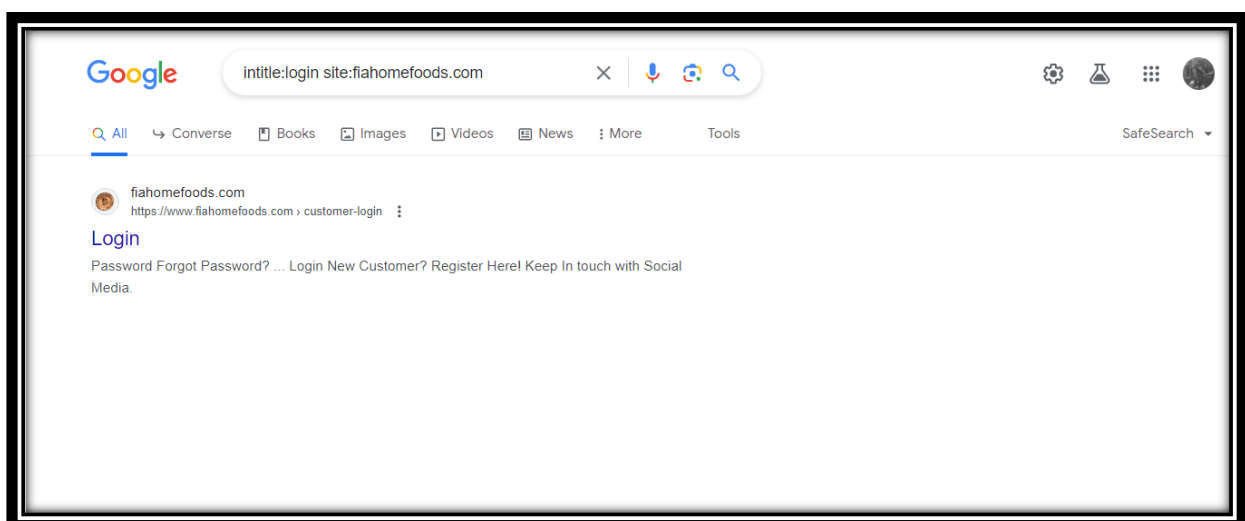 Google intitle:login site:fiahomefoods.com
All Converse Books Images Videos News More Tools SafeSearch
fiahomefoods.com
https://www.fiahomefoods.com › customer-login
Login
Password Forgot Password? ... Login New Customer? Register Here! Keep In touch with Social
Media.